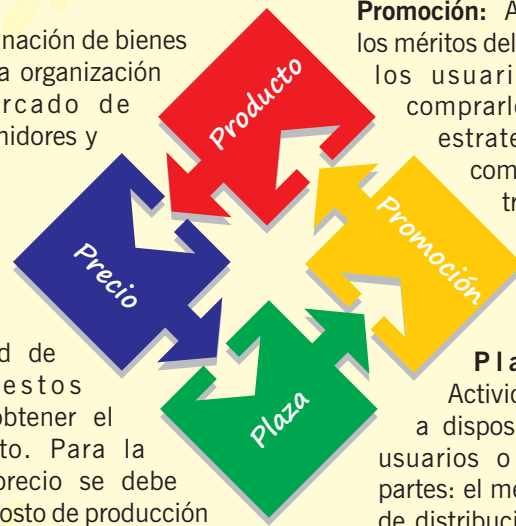 nación de bienes
a organización
rcado de
nidores y
Producto
Promoción: A
los méritos del
los usuari
comprarl
estrate
com
tr
Precio
Promoción
d de
estos
obtener el
to. Para la
precio se debe
osto de producción
Plaza
Pla
Activic
a dispos
usuarios o
partes: el me
de distribuci